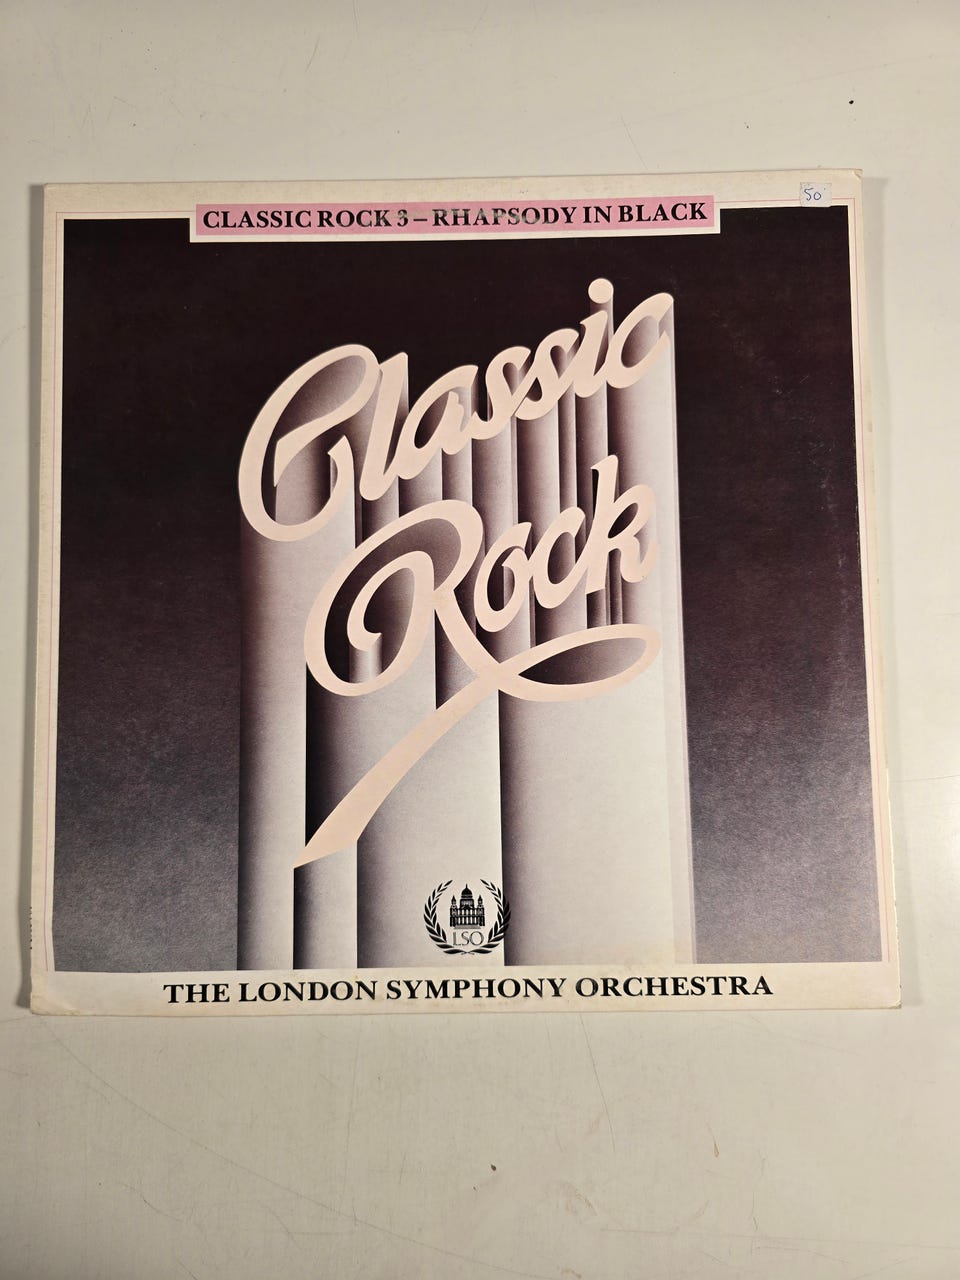 50
CLASSIC ROCK 3 – RHAPSODY IN BLACK
Classic
Rock
LSO
THE LONDON SYMPHONY ORCHESTRA